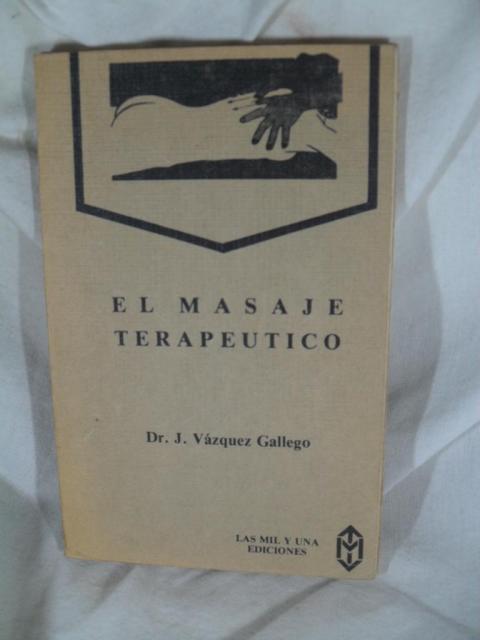 EL MASAJE
TERAPEUTICO
Dr. J. Vázquez Gallego
LAS MIL Y UNA
EDICIONES